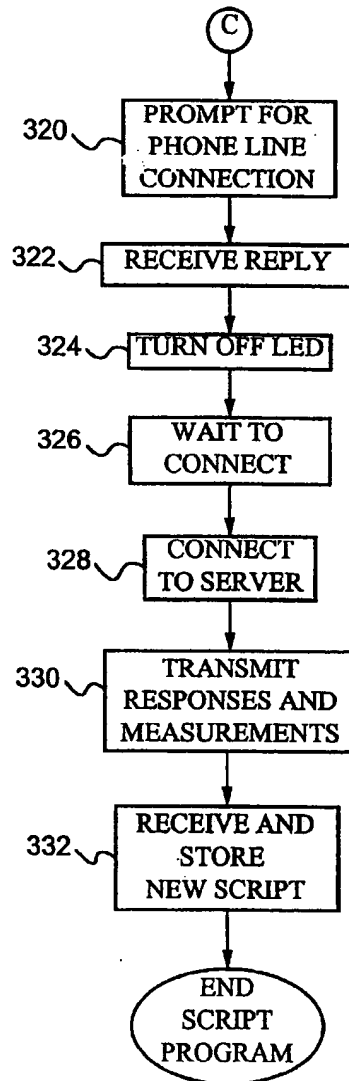 C
320
PROMPT FOR
PHONE LINE
CONNECTION
322
RECEIVE REPLY
324
TURN OFF LED
326
WAIT TO
CONNECT
328
CONNECT
TO SERVER
330
TRANSMIT
RESPONSES AND
MEASUREMENTS
332
RECEIVE AND
STORE
NEW SCRIPT
END
SCRIPT
PROGRAM